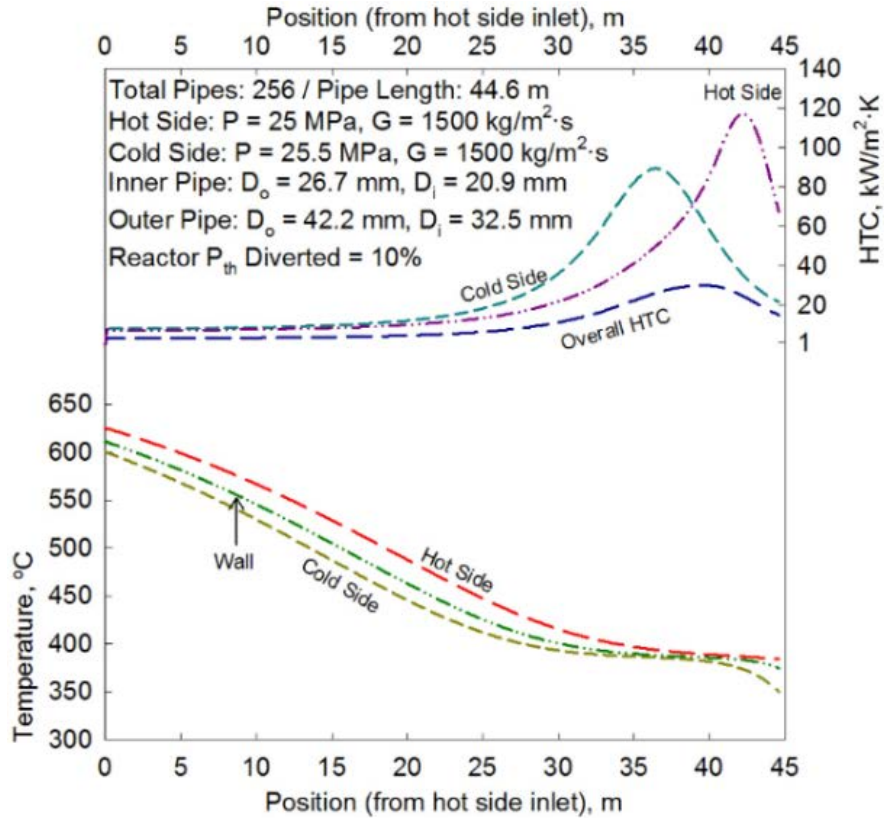 Position (from hot side inlet), m
0 5 10 15 20 25 30 35 40 45
Total Pipes: 256 / Pipe Length: 44.6 m
Hot Side: P = 25 MPa, G = 1500 kg/m²·s
Cold Side: P = 25.5 MPa, G = 1500 kg/m²·s
Inner Pipe: Dₒ = 26.7 mm, Dᵢ = 20.9 mm
Outer Pipe: Dₒ = 42.2 mm, Dᵢ = 32.5 mm
Reactor Pₜₕ Diverted = 10%
Hot Side
Cold Side
Overall HTC
140
120
100
80
60
40
20
1
HTC, kW/m²·K
650
600
550
500
450
400
350
300
Temperature, ºC
Wall
Hot Side
Cold Side
0 5 10 15 20 25 30 35 40 45
Position (from hot side inlet), m